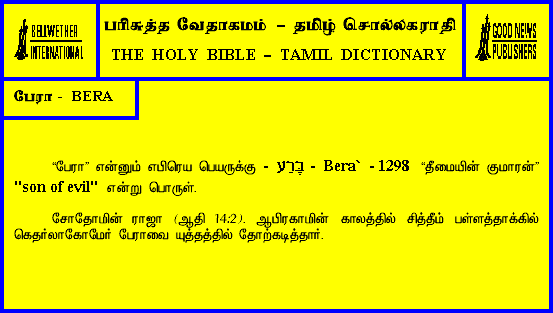 BELLWETHER
INTERNATIONAL
பரிசுத்த வேதாகமம் – தமிழ் சொல்லகராதி
THE HOLY BIBLE – TAMIL DICTIONARY
GOOD NEWS
PUBLISHERS
பேரா - BERA
“பேரா” என்னும் எபிரெய பெயருக்கு - בֶּרַע - Bera` - 1298 “தீமையின் குமாரன்”
"son of evil" என்று பொருள்.
சோதோமின் ராஜா (ஆதி 14:2). ஆபிரகாமின் காலத்தில் சித்தீம் பள்ளத்தாக்கில்
கெதர்லாகோமேர் பேராவை யுத்தத்தில் தோற்கடித்தார்.